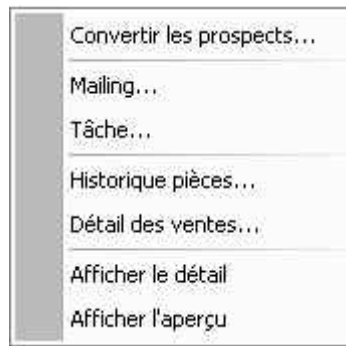 Convertir les prospects...
Mailing...
Tâche...
Historique pièces...
Détail des ventes...
Afficher le détail
Afficher l'aperçu